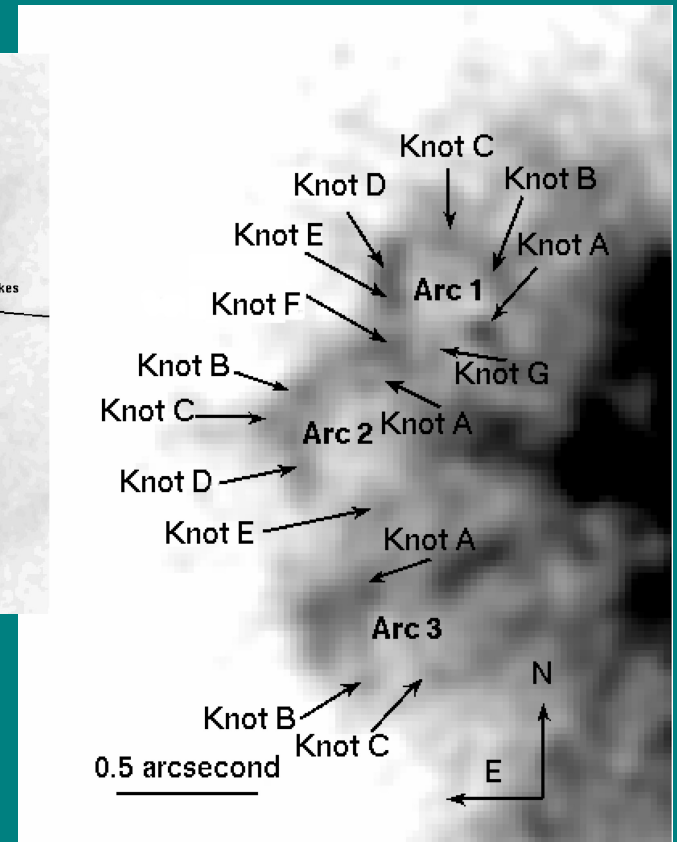 Knot C
Knot D
Knot B
Knot E
Knot A
Arc 1
Knot F
Knot B
Knot G
Knot C
Knot A
Arc 2
Knot D
Knot E
Knot A
Arc 3
N
Knot B
Knot C
0.5 arcsecond
E